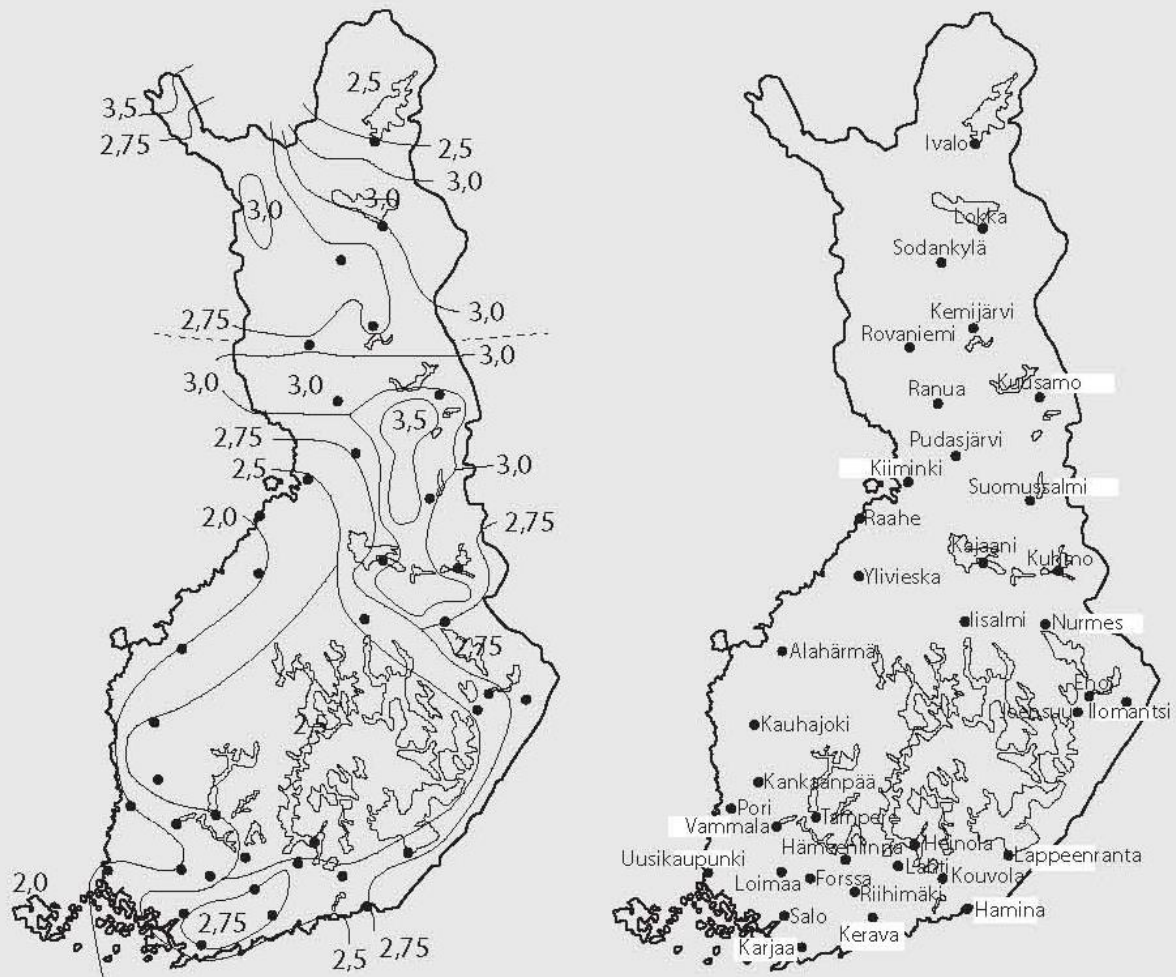 2,5
3,5
2,75
2,5
3,0
3,0
3,0
3,0
2,75
3,0
3,0
3,0
3,5
2,75
2,5
3,0
2,0
2,75
2,75
2,0
2,75
2,75
2,5
Ivalo
Lokka
Sodankylä
Kemijärvi
Rovaniemi
Kuusamo
Ranua
Pudasjärvi
Kiiminki
Suomussalmi
Raahe
Kajaani
Kuhmo
Ylivieska
Iisalmi
Nurmes
Alahärmä
Eno
Joensuu
Ilomantsi
Kauhajoki
Kankaanpää
Pori
Tampere
Vammala
Hämeenlinna
Heinola
Lappeenranta
Uusikaupunki
Lahti
Loimaa
Forssa
Kouvola
Riihimäki
Salo
Hamina
Kerava
Karjaa